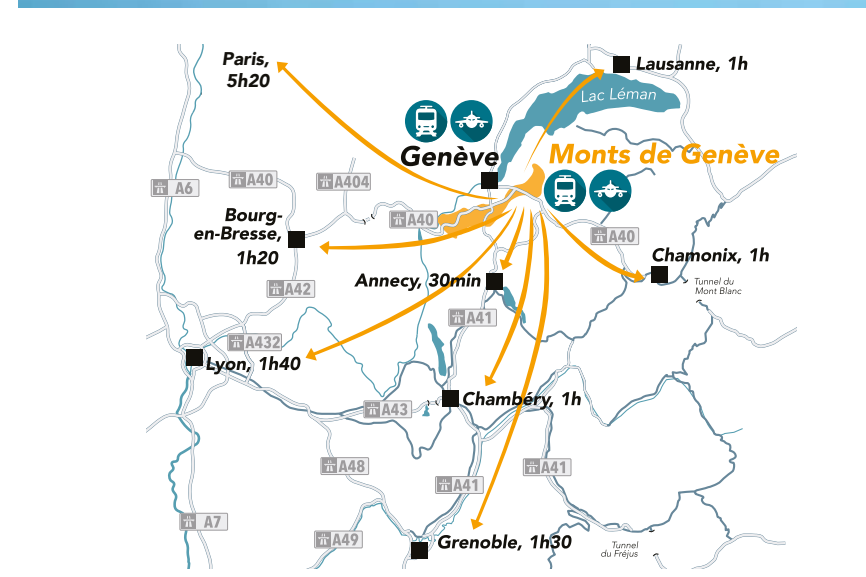 Paris,
5h20
Lausanne, 1h
Lac Léman
Genève
Monts de Genève
A6
A40
A404
A40
Bourg-
en-Bresse,
1h20
A40
Chamonix, 1h
Annecy, 30min
Tunnel du
Mont Blanc
A42
A41
A432
Lyon, 1h40
Chambéry, 1h
A43
A48
A41
A41
A7
A49
Grenoble, 1h30
Tunnel
du Fréjus